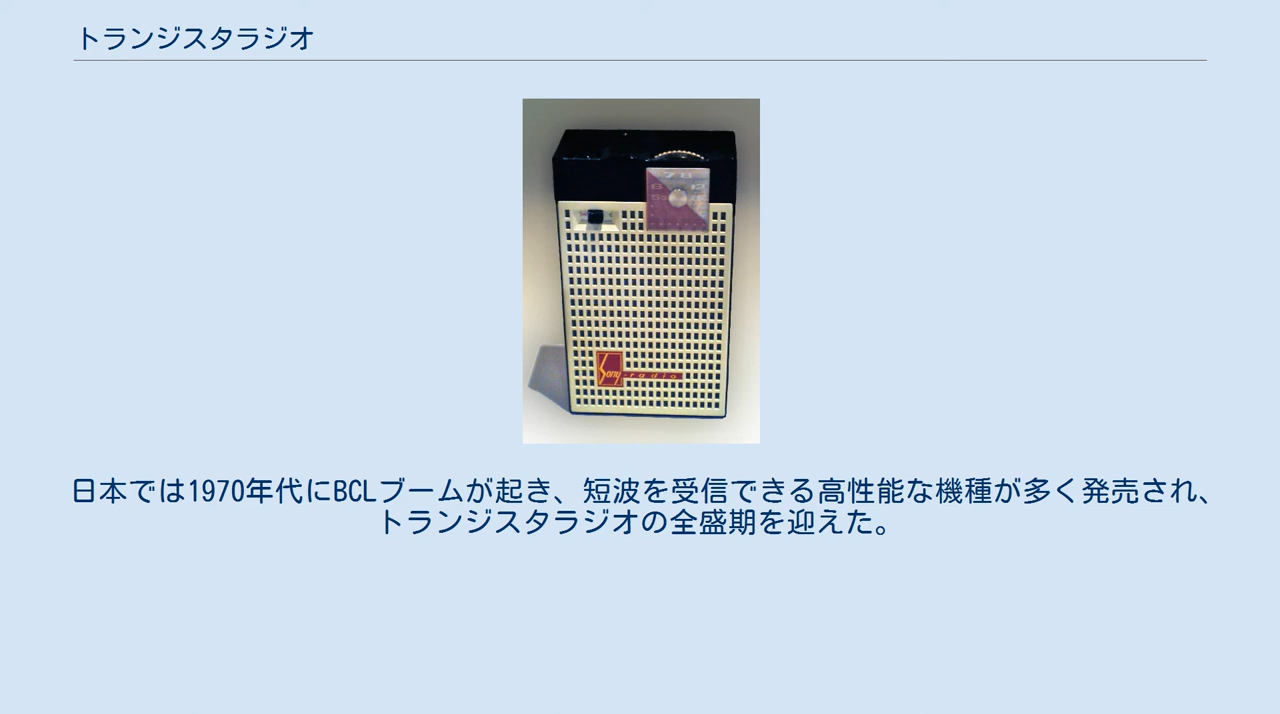 トランジスタラジオ
Sony radio
日本では1970年代にBCLブームが起き、短波を受信できる高性能な機種が多く発売され、
トランジスタラジオの全盛期を迎えた。